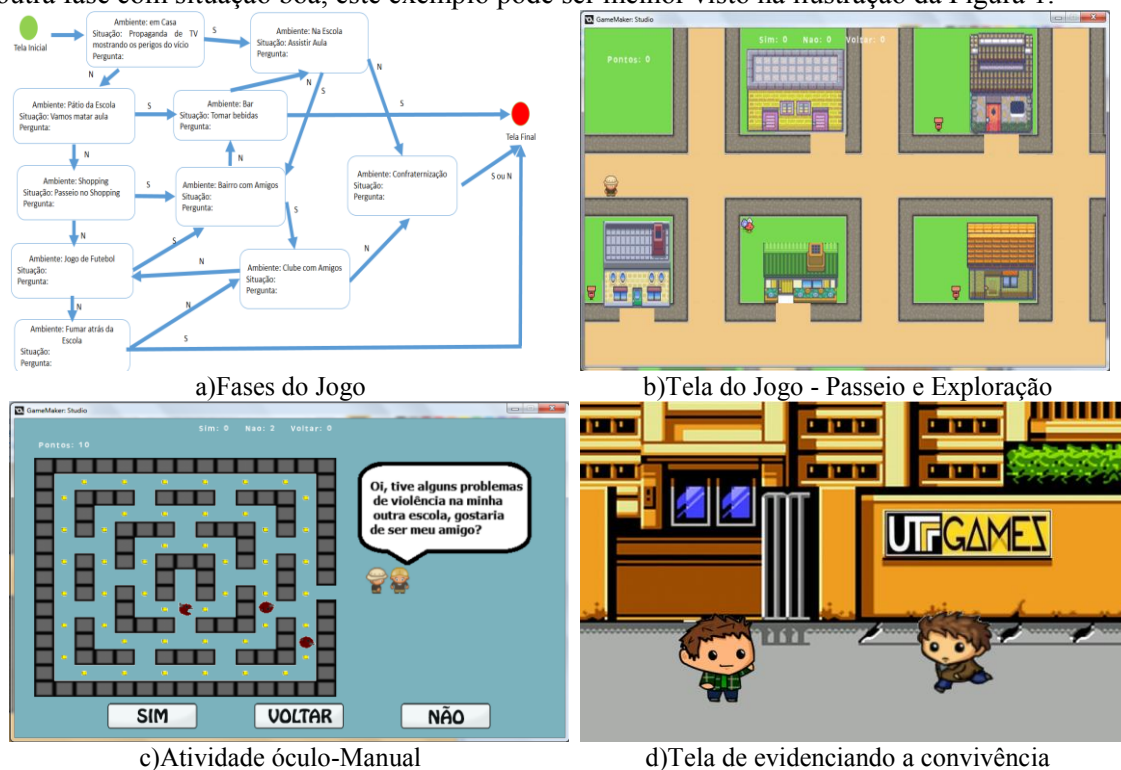 outra fase com situação boa, este exemplo pode ser melhor visto na ilustração da Figura 1.
Tela Inicial
Ambiente: em Casa
Situação: Propaganda de TV
mostrando os perigos do vício
Pergunta:
S
N
Ambiente: Na Escola
Situação: Assistir Aula
Pergunta:
N
S
N
Ambiente: Pátio da Escola
Situação: Vamos matar aula
Pergunta:
S
N
Ambiente: Bar
Situação: Tomar bebidas
Pergunta:
S
Tela Final
N
Ambiente: Shopping
Situação: Passeio no Shopping
Pergunta:
S
N
Ambiente: Bairro com Amigos
Situação:
Pergunta:
S
Ambiente: Confraternização
Situação:
Pergunta:
S ou N
Ambiente: Jogo de Futebol
Situação:
Pergunta:
S
N
N
Ambiente: Clube com Amigos
Situação:
Pergunta:
N
N
Ambiente: Fumar atrás da
Escola
Situação:
Pergunta:
S
a)Fases do Jogo
GameMaker: Studio
Sim: 0 Nao: 0 Voltar: 0
Pontos: 0
b)Tela do Jogo - Passeio e Exploração
GameMaker: Studio
Sim: 0 Nao: 2 Voltar: 0
Pontos: 10
Oi, tive alguns problemas
de violência na minha
outra escola, gostaria
de ser meu amigo?
SIM VOLTAR NÃO
c)Atividade óculo-Manual
UTFGAMES
d)Tela de evidenciando a convivência